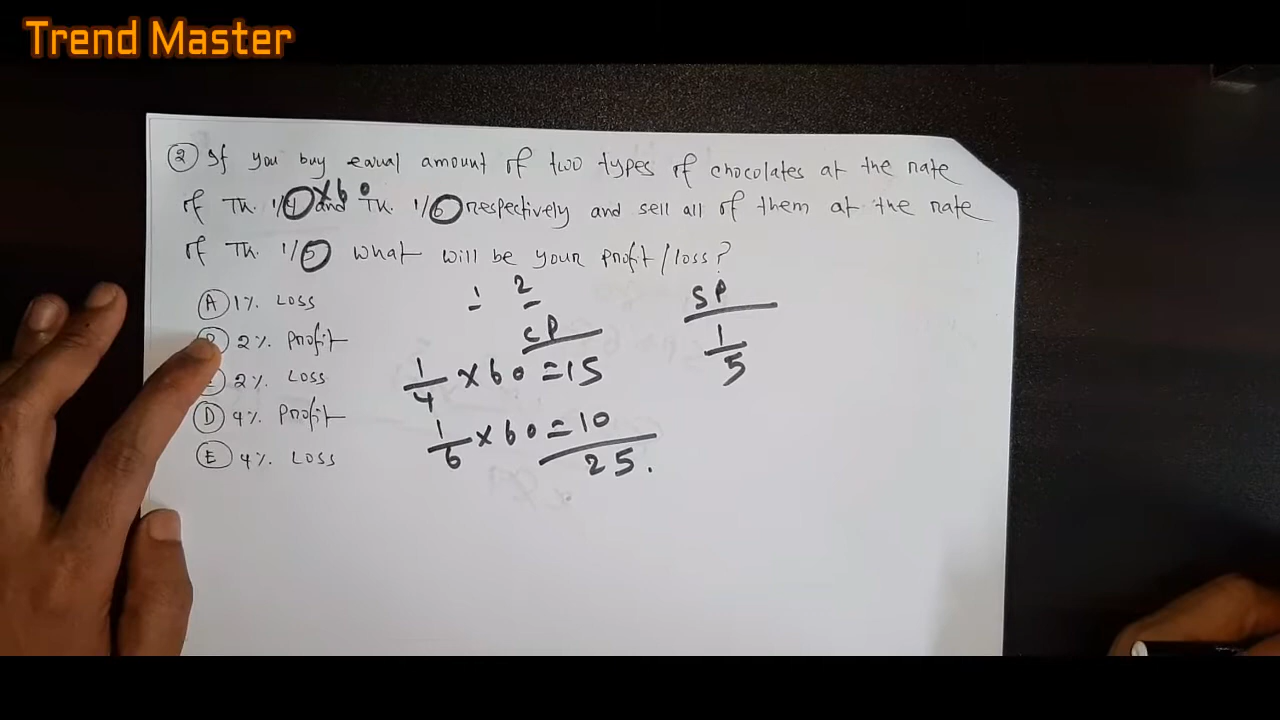 Trend Master
② If you buy equal amount of two types of chocolates at the rate
of Tk. 1/4 ×60 and Tk. 1/6 respectively and sell all of them at the rate
of Tk. 1/5 what will be your profit/loss?
A 1% Loss
B 2% Profit
C 2% Loss
D 4% Profit
E 4% Loss
1 2
CP
1/4 × 60 = 15
1/6 × 60 = 10
25.
SP
1/5